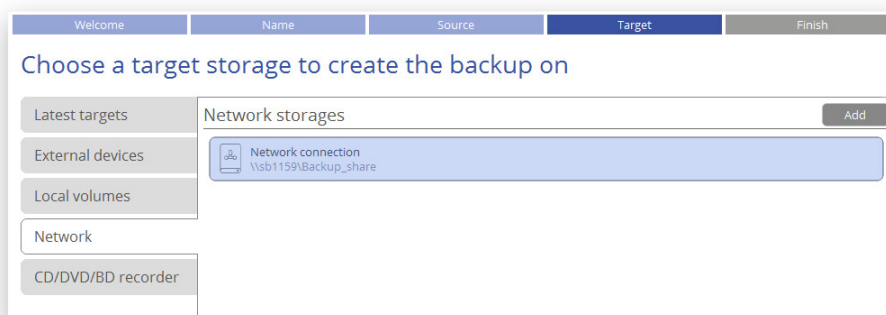 Welcome Name Source Target Finish
Choose a target storage to create the backup on
Latest targets
External devices
Local volumes
Network
CD/DVD/BD recorder
Network storages Add
Network connection
\\sb1159\Backup_share